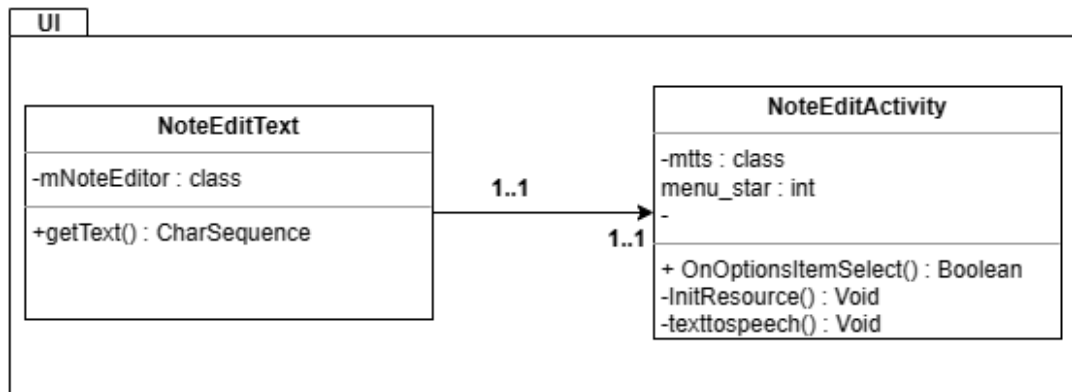 UI
NoteEditText
-mNoteEditor : class
+getText() : CharSequence
1..1
1..1
NoteEditActivity
-mtts : class
menu_star : int
-
+ OnOptionsItemSelect() : Boolean
-InitResource() : Void
-texttospeech() : Void